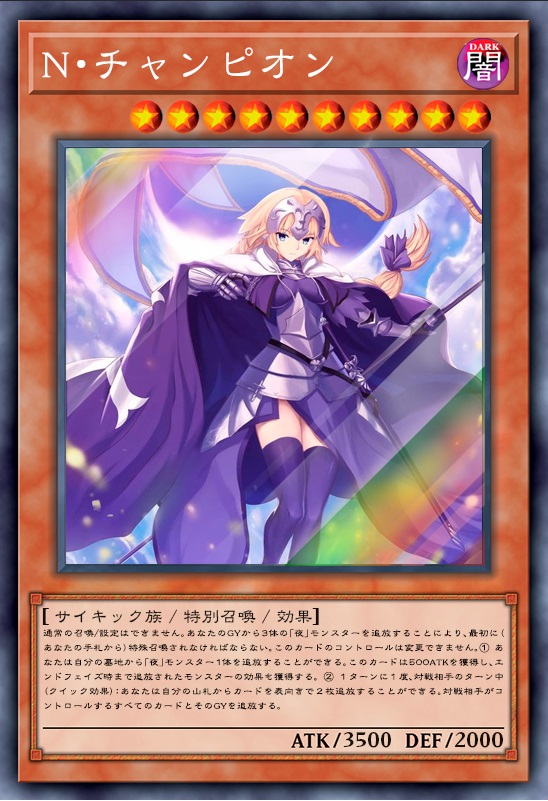 N•チャンピオン
DARK
闇
[ サイキック族 / 特別召喚 / 効果]
通常の召喚/設定はできません。あなたのGYから3体の「夜」モンスターを追放することにより、最初に(
あなたの手札から)特殊召喚されなければならない。このカードのコントロールは変更できません。① あ
なたは自分の墓地から「夜」モンスター1体を追放することができる。このカードは500ATKを獲得し、エ
ンドフェイズ時まで追放されたモンスターの効果も獲得する。 ② 1ターンに1度、対戦相手のターン中
(クイック効果):あなたは自分の山札からカードを表向きで2枚追放することができる。対戦相手がコ
ントロールするすべてのカードとそのGYを追放する。
ATK/3500 DEF/2000